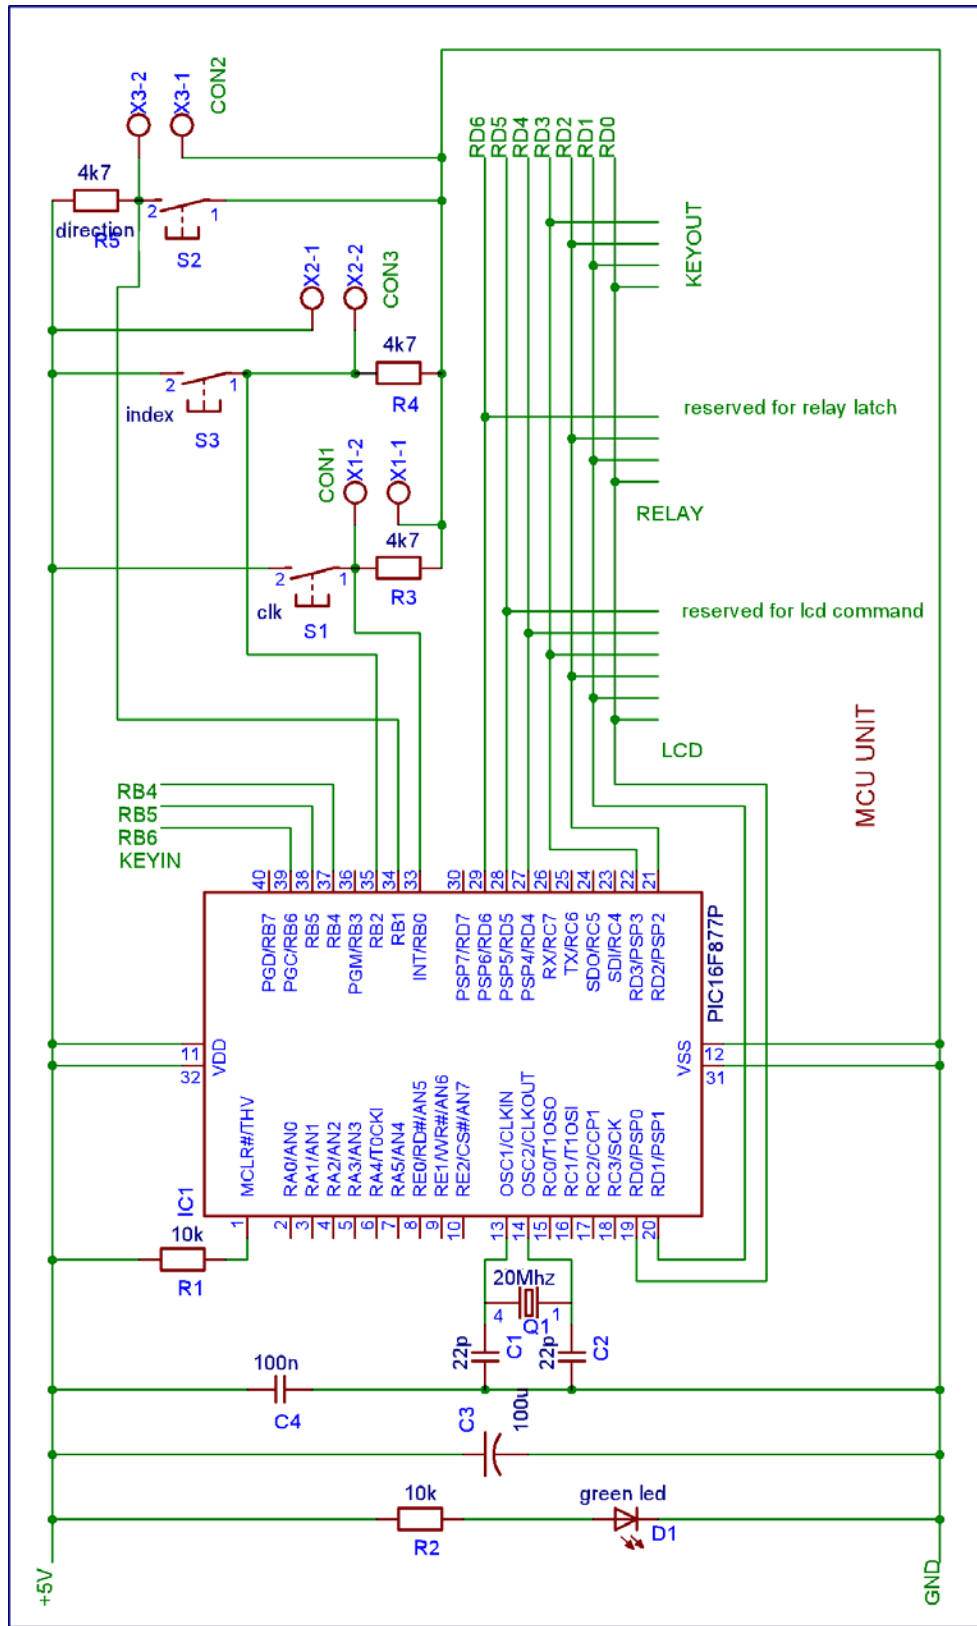 X3-2
X3-1
CON2
4k7
direction
R5
2
1
S2
RD6
RD5
RD4
RD3
RD2
RD1
RD0
KEYOUT
X2-1
X2-2
CON3
4k7
R4
2
1
index
S3
reserved for relay latch
RELAY
CON1
X1-2
X1-1
4k7
R3
2
1
clk
S1
reserved for lcd command
LCD
MCU UNIT
RB4
RB5
RB6
KEYIN
40
39
38
37
36
35
34
33
30
29
28
27
26
25
24
23
22
21
PGD/RB7
PGC/RB6
RB5
RB4
PGM/RB3
RB2
RB1
INT/RB0
PSP7/RD7
PSP6/RD6
PSP5/RD5
PSP4/RD4
RX/RC7
TX/RC6
SDO/RC5
SDI/RC4
RD3/PSP3
RD2/PSP2
PIC16F877P
11
32
VDD
VSS
12
31
MCLR#/THV
RA0/AN0
RA1/AN1
RA2/AN2
RA3/AN3
RA4/T0CKI
RA5/AN4
RE0/RD#/AN5
RE1/WR#/AN6
RE2/CS#/AN7
OSC1/CLKIN
OSC2/CLKOUT
RC0/T1OSO
RC1/T1OSI
RC2/CCP1
RC3/SCK
RD0/PSP0
RD1/PSP1
IC1
1
2
3
4
5
6
7
8
9
10
13
14
15
16
17
18
19
20
10k
R1
20Mhz
4
1
Q1
22p
C1
22p
C2
100n
C4
C3
100u
10k
R2
green led
D1
+5V
GND